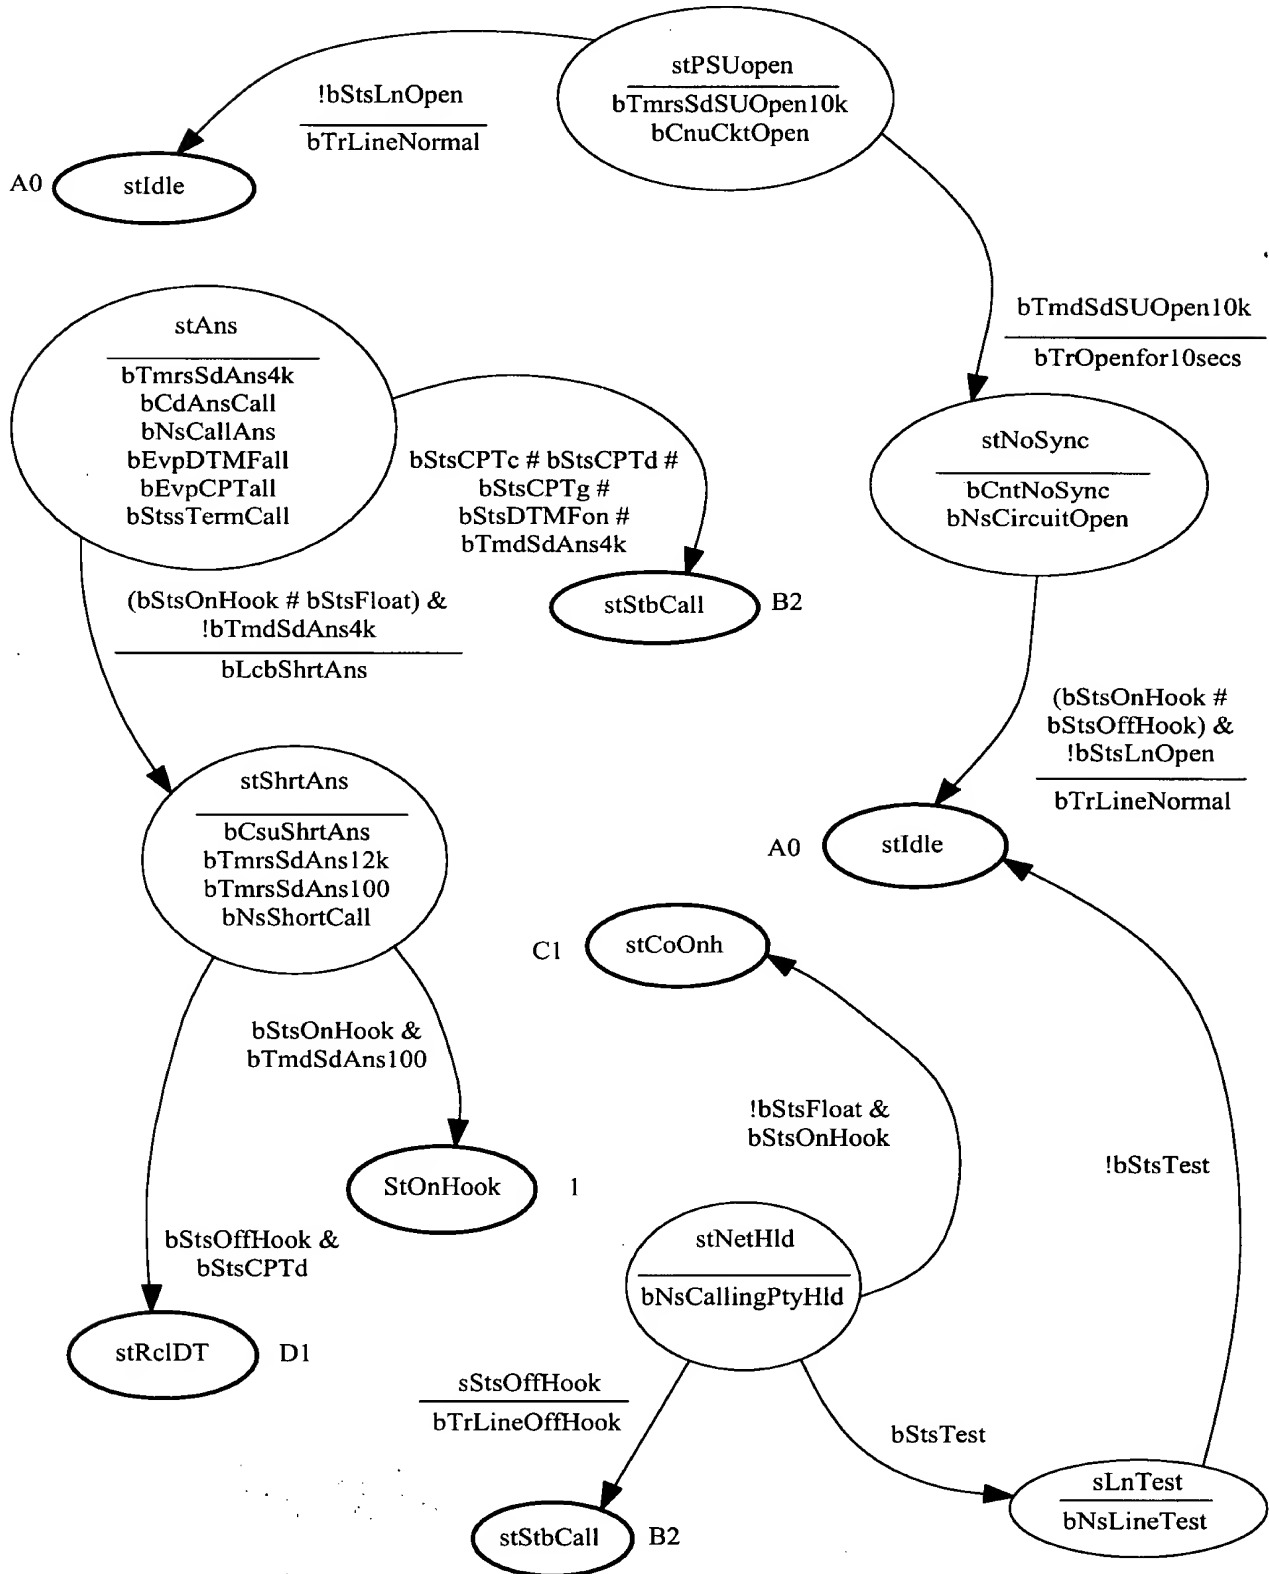 stPSUopen
bTmrsSdSUOpen10k
bCnuCktOpen
!bStsLnOpen
bTrLineNormal
A0
stIdle
bTmdSdSUOpen10k
bTrOpenfor10secs
stAns
bTmrsSdAns4k
bCdAnsCall
bNsCallAns
bEvpDTMFall
bEvpCPTall
bStssTermCall
bStsCPTc # bStsCPTd #
bStsCPTg #
bStsDTMFon #
bTmdSdAns4k
stNoSync
bCntNoSync
bNsCircuitOpen
stStbCall
B2
(bStsOnHook # bStsFloat) &
!bTmdSdAns4k
bLcbShrtAns
(bStsOnHook #
bStsOffHook) &
!bStsLnOpen
bTrLineNormal
stShrtAns
bCsuShrtAns
bTmrsSdAns12k
bTmrsSdAns100
bNsShortCall
A0
stIdle
C1
stCoOnh
bStsOnHook &
bTmdSdAns100
!bStsFloat &
bStsOnHook
!bStsTest
StOnHook
1
bStsOffHook &
bStsCPTd
stNetHld
bNsCallingPtyHld
stRclDT
D1
sStsOffHook
bTrLineOffHook
bStsTest
sLnTest
bNsLineTest
stStbCall
B2